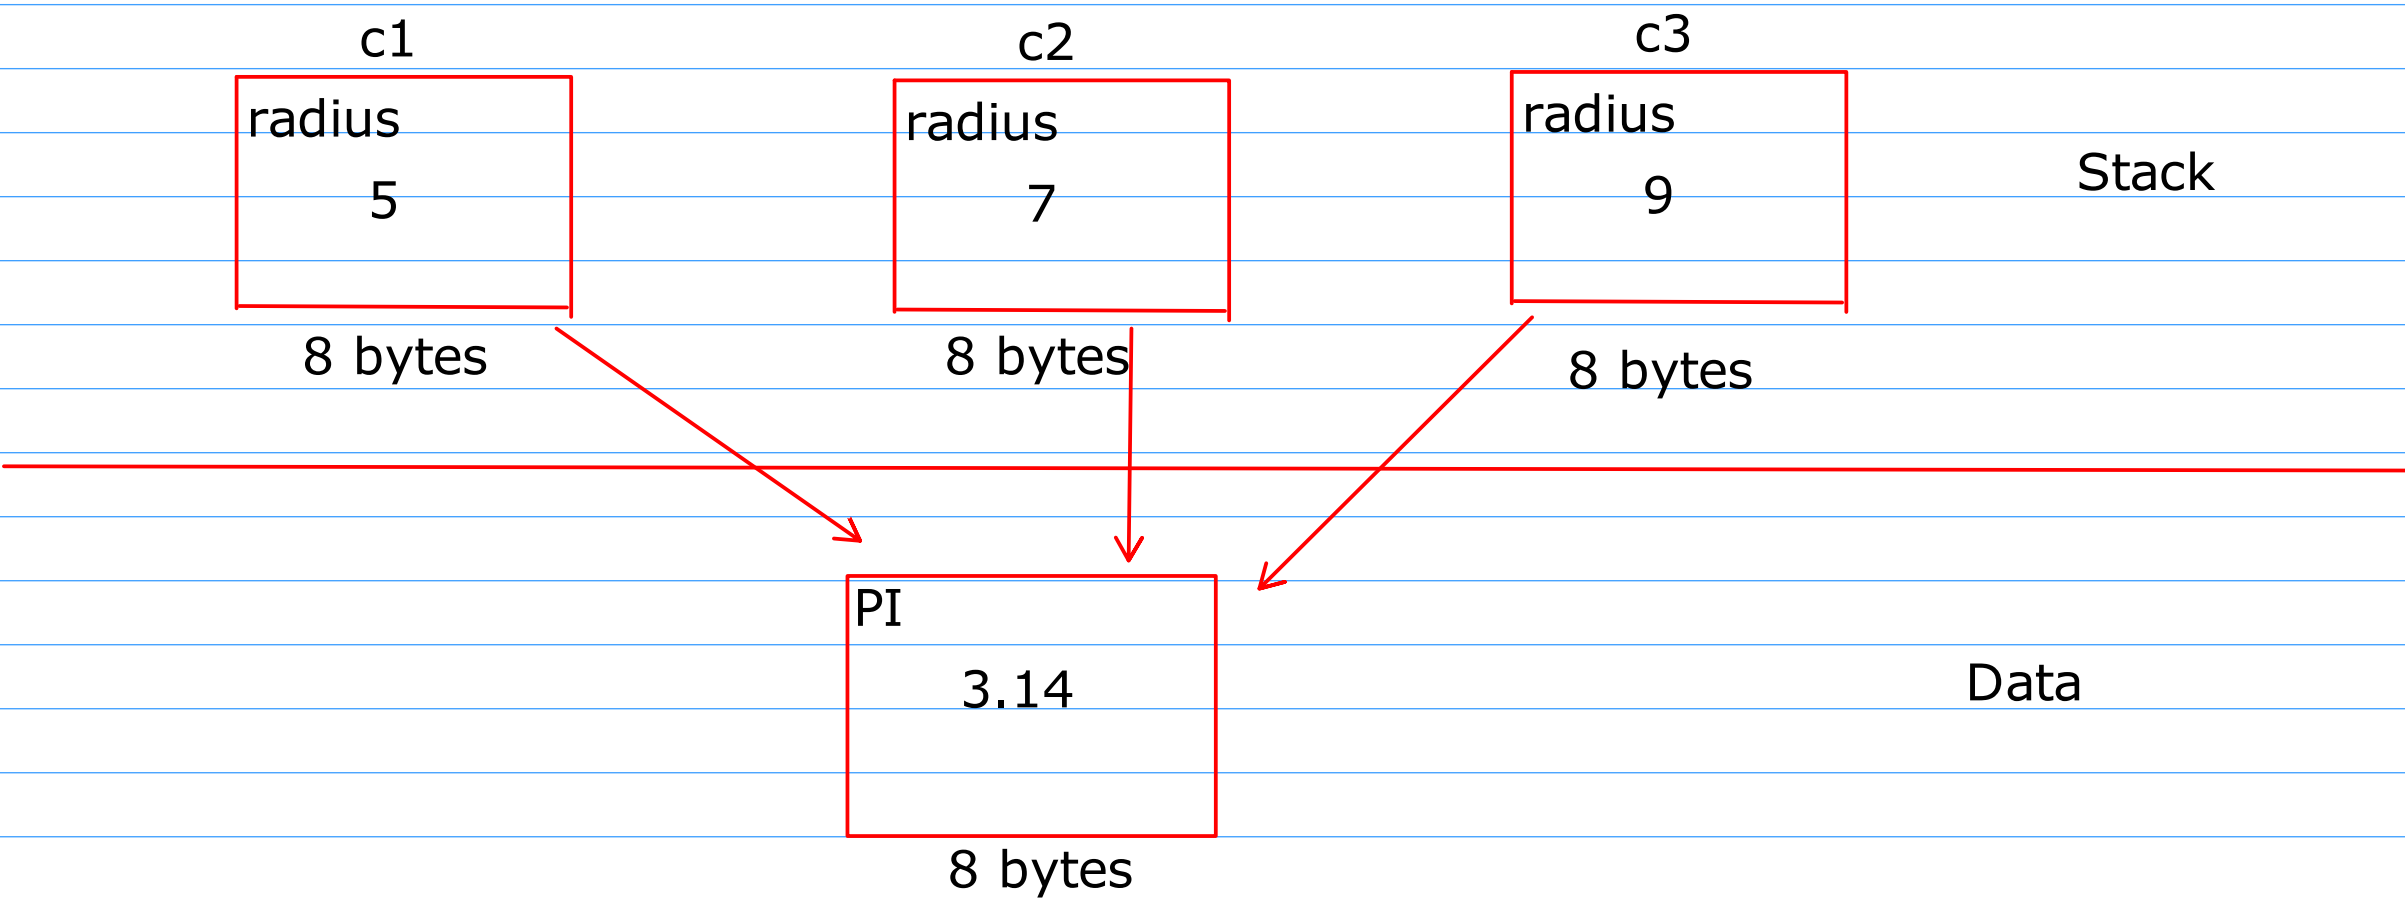 c1
c2
c3
radius
radius
radius
5
7
9
Stack
8 bytes
8 bytes
8 bytes
PI
3.14
Data
8 bytes